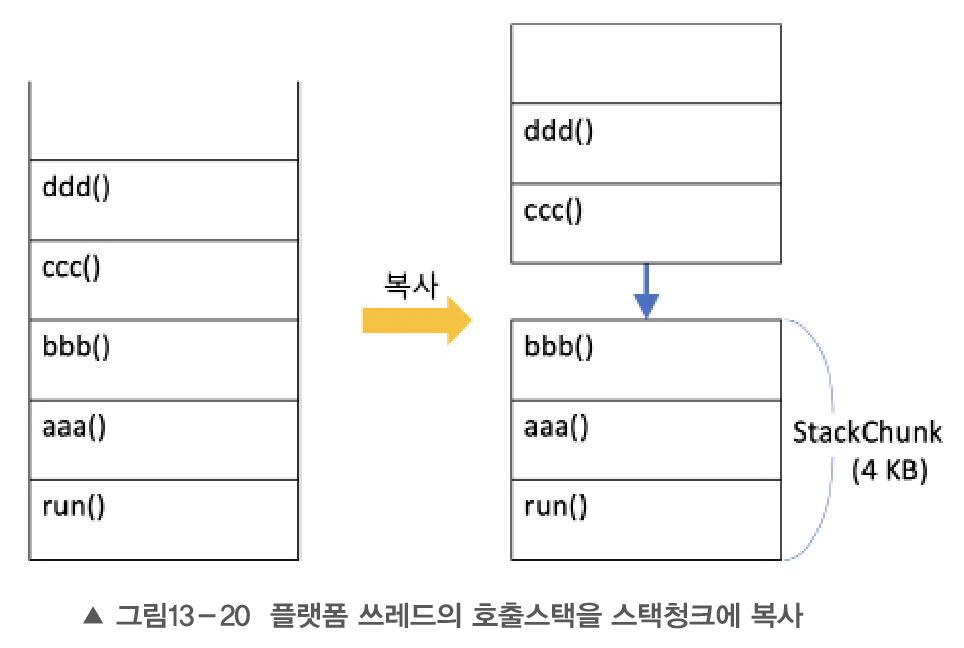 ddd()
ccc()
bbb()
aaa()
run()
복사
ddd()
ccc()
bbb()
aaa()
run()
StackChunk
(4 KB)
▲ 그림13-20 플랫폼 쓰레드의 호출스택을 스택청크에 복사